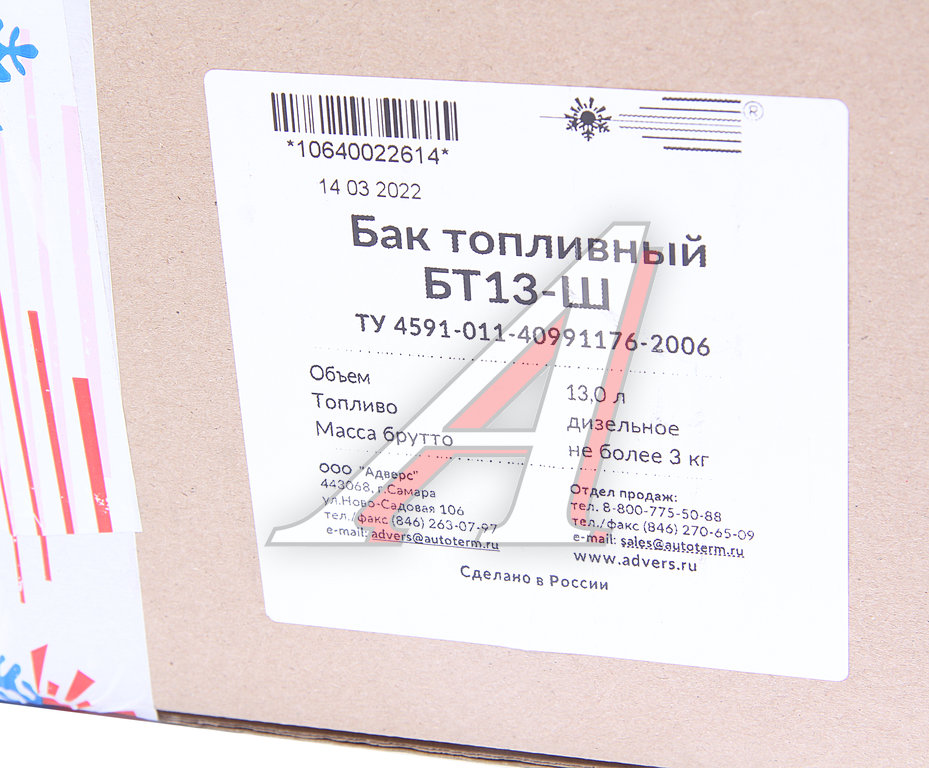 *10640022614*
®
14 03 2022
Бак топливный
БТ13-Ш
ТУ 4591-011-40991176-2006
Объем 13,0 л
Топливо дизельное
Масса брутто не более 3 кг
ООО "Адверс"
443068, г.Самара
ул.Ново-Садовая 106
тел./факс (846) 263-07-97
e-mail: advers@autoterm.ru
Отдел продаж:
тел. 8-800-775-50-88
тел./факс (846) 270-65-09
e-mail: sales@autoterm.ru
www.advers.ru
Сделано в России